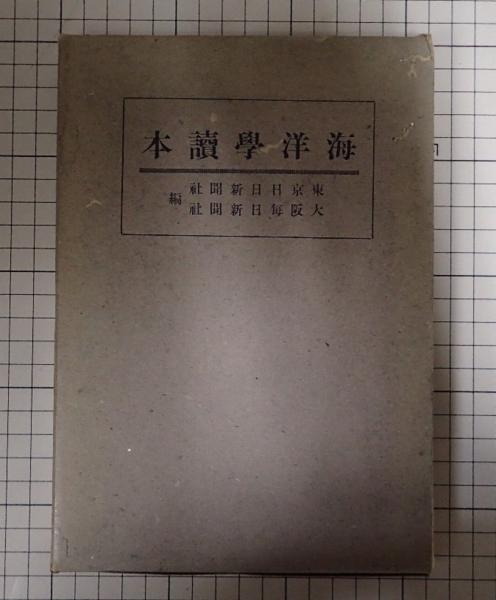 海洋學讀本
東京日日新聞社
大阪每日新聞社
編